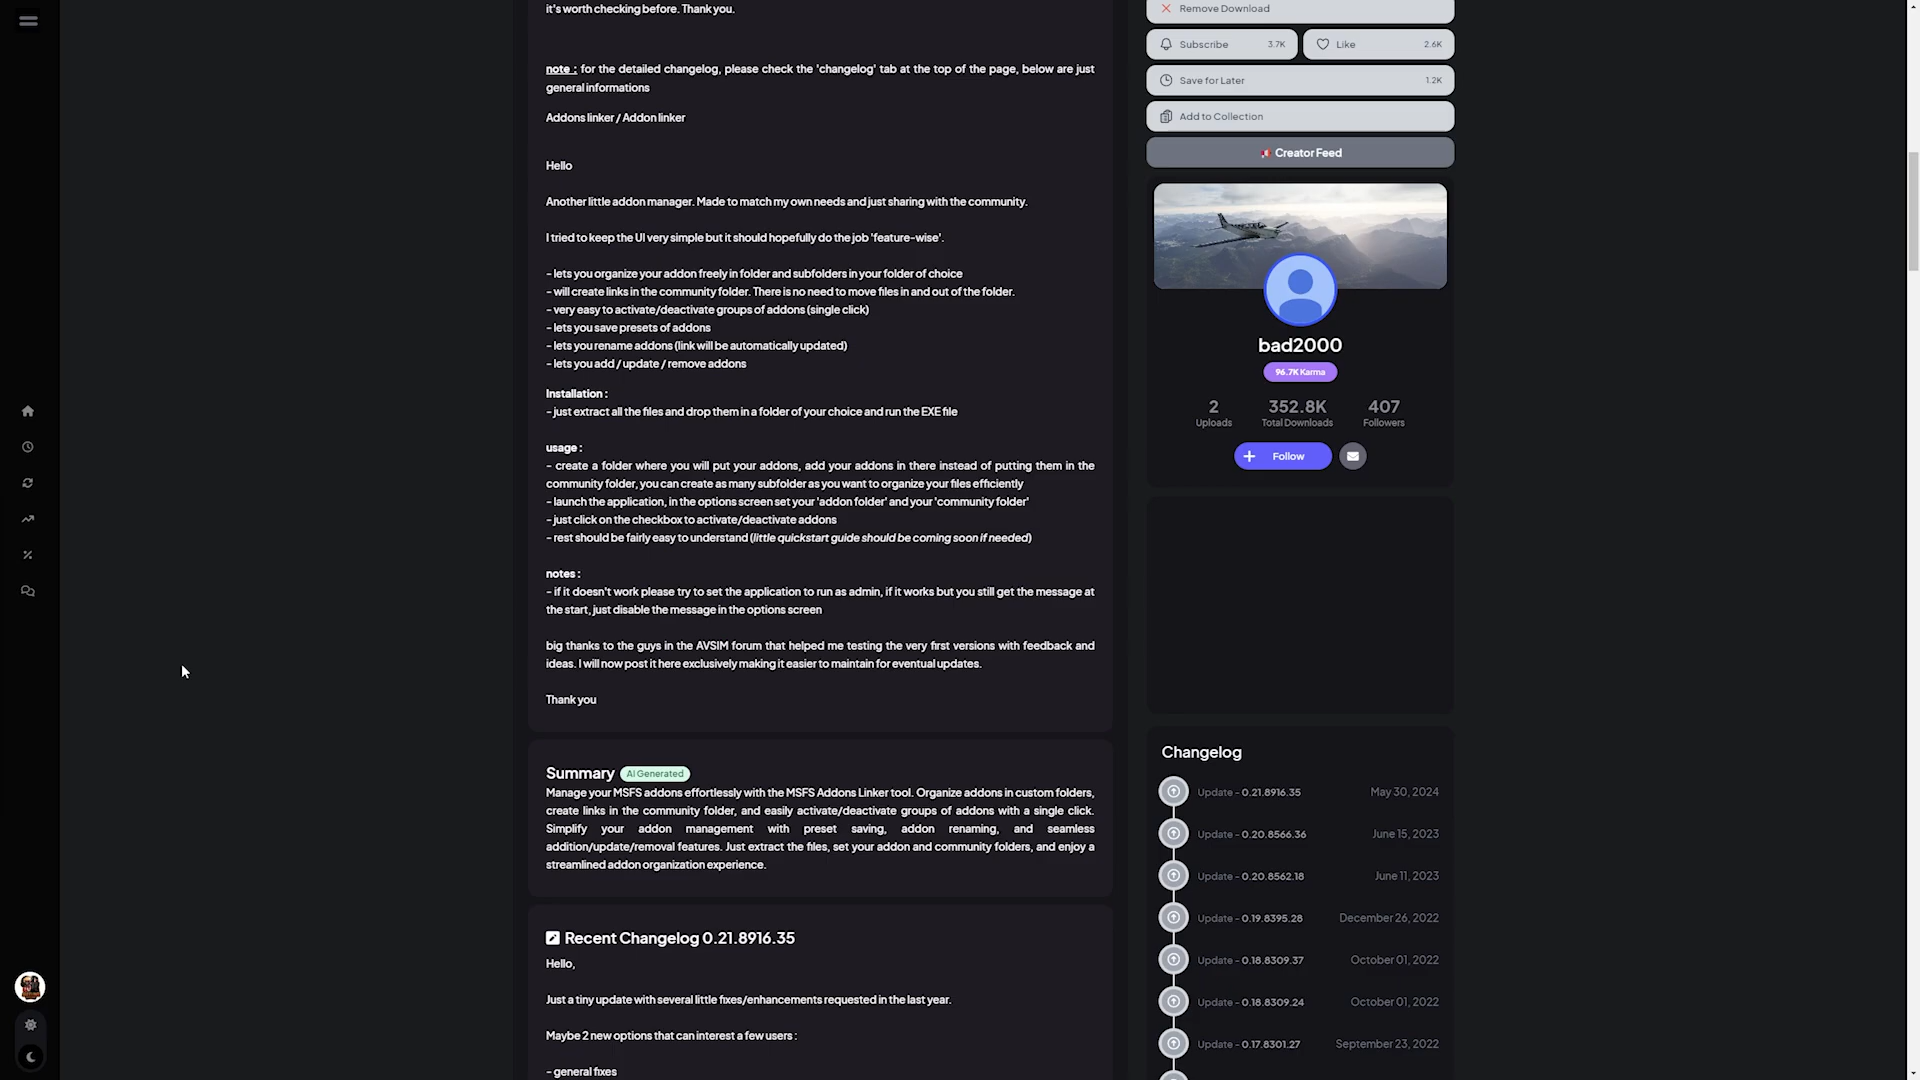 it's worth checking before. Thank you.
note : for the detailed changelog, please check the 'changelog' tab at the top of the page, below are just
general informations
Addons linker / Addon linker
Hello
Another little addon manager. Made to match my own needs and just sharing with the community.
I tried to keep the UI very simple but it should hopefully do the job 'feature-wise'.
- lets you organize your addon freely in folder and subfolders in your folder of choice
- will create links in the community folder. There is no need to move files in and out of the folder.
- very easy to activate/deactivate groups of addons (single click)
- lets you save presets of addons
- lets you rename addons (link will be automatically updated)
- lets you add / update / remove addons
Installation :
- just extract all the files and drop them in a folder of your choice and run the EXE file
usage :
- create a folder where you will put your addons, add your addons in there instead of putting them in the
community folder, you can create as many subfolder as you want to organize your files efficiently
- launch the application, in the options screen set your 'addon folder' and your 'community folder'
- just click on the checkbox to activate/deactivate addons
- rest should be fairly easy to understand (little quickstart guide should be coming soon if needed)
notes :
- if it doesn't work please try to set the application to run as admin, if it works but you still get the message at
the start, just disable the message in the options screen
big thanks to the guys in the AVSIM forum that helped me testing the very first versions with feedback and
ideas. I will now post it here exclusively making it easier to maintain for eventual updates.
Thank you
Summary AI Generated
Manage your MSFS addons effortlessly with the MSFS Addons Linker tool. Organize addons in custom folders,
create links in the community folder, and easily activate/deactivate groups of addons with a single click.
Simplify your addon management with preset saving, addon renaming, and seamless
addition/update/removal features. Just extract the files, set your addon and community folders, and enjoy a
streamlined addon organization experience.
Recent Changelog 0.21.8916.35
Hello,
Just a tiny update with several little fixes/enhancements requested in the last year.
Maybe 2 new options that can interest a few users :
- general fixes
Remove Download
Subscribe 3.7K
Like 2.6K
Save for Later 1.2K
Add to Collection
Creator Feed
bad2000
96.7K Karma
2 352.8K 407
Uploads Total Downloads Followers
Follow
Changelog
Update - 0.21.8916.35 May 30, 2024
Update - 0.20.8566.36 June 15, 2023
Update - 0.20.8562.18 June 11, 2023
Update - 0.19.8395.28 December 26, 2022
Update - 0.18.8309.37 October 01, 2022
Update - 0.18.8309.24 October 01, 2022
Update - 0.17.8301.27 September 23, 2022